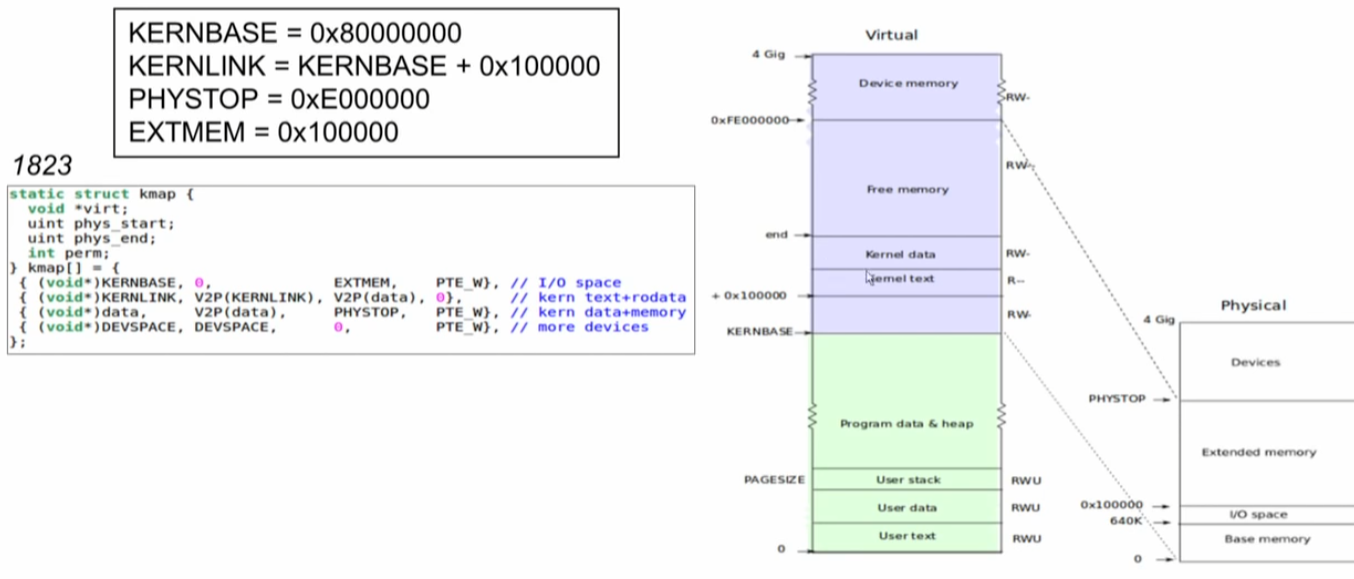 KERNBASE = 0x80000000
KERNLINK = KERNBASE + 0x100000
PHYSTOP = 0xE000000
EXTMEM = 0x100000
1823
static struct kmap {
void *virt;
uint phys_start;
uint phys_end;
int perm;
} kmap[] = {
{ (void*)KERNBASE, 0, EXTMEM, PTE_W}, // I/O space
{ (void*)KERNLINK, V2P(KERNLINK), V2P(data), 0}, // kern text+rodata
{ (void*)data, V2P(data), PHYSTOP, PTE_W}, // kern data+memory
{ (void*)DEVSPACE, DEVSPACE, 0, PTE_W}, // more devices
};
Virtual
4 Gig
Device memory
RW-
0xFE000000
RW-
Free memory
end
Kernel data
RW-
Kernel text
R--
+ 0x100000
RW-
KERNBASE
Program data & heap
PAGESIZE
User stack
RWU
User data
RWU
User text
RWU
0
Physical
4 Gig
Devices
PHYSTOP
Extended memory
0x100000
I/O space
640K
Base memory
0